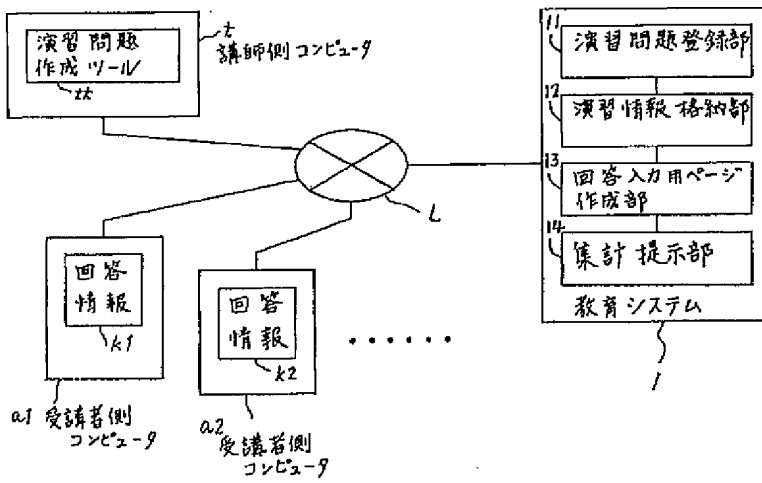 演習問題
作成ツール
tt
t
講師側コンピュータ
L
11
演習問題登録部
12
演習情報格納部
13
回答入力用ページ
作成部
14
集計提示部
教育システム
1
回答
情報
k1
a1 受講者側
コンピュータ
回答
情報
k2
a2
受講者側
コンピュータ